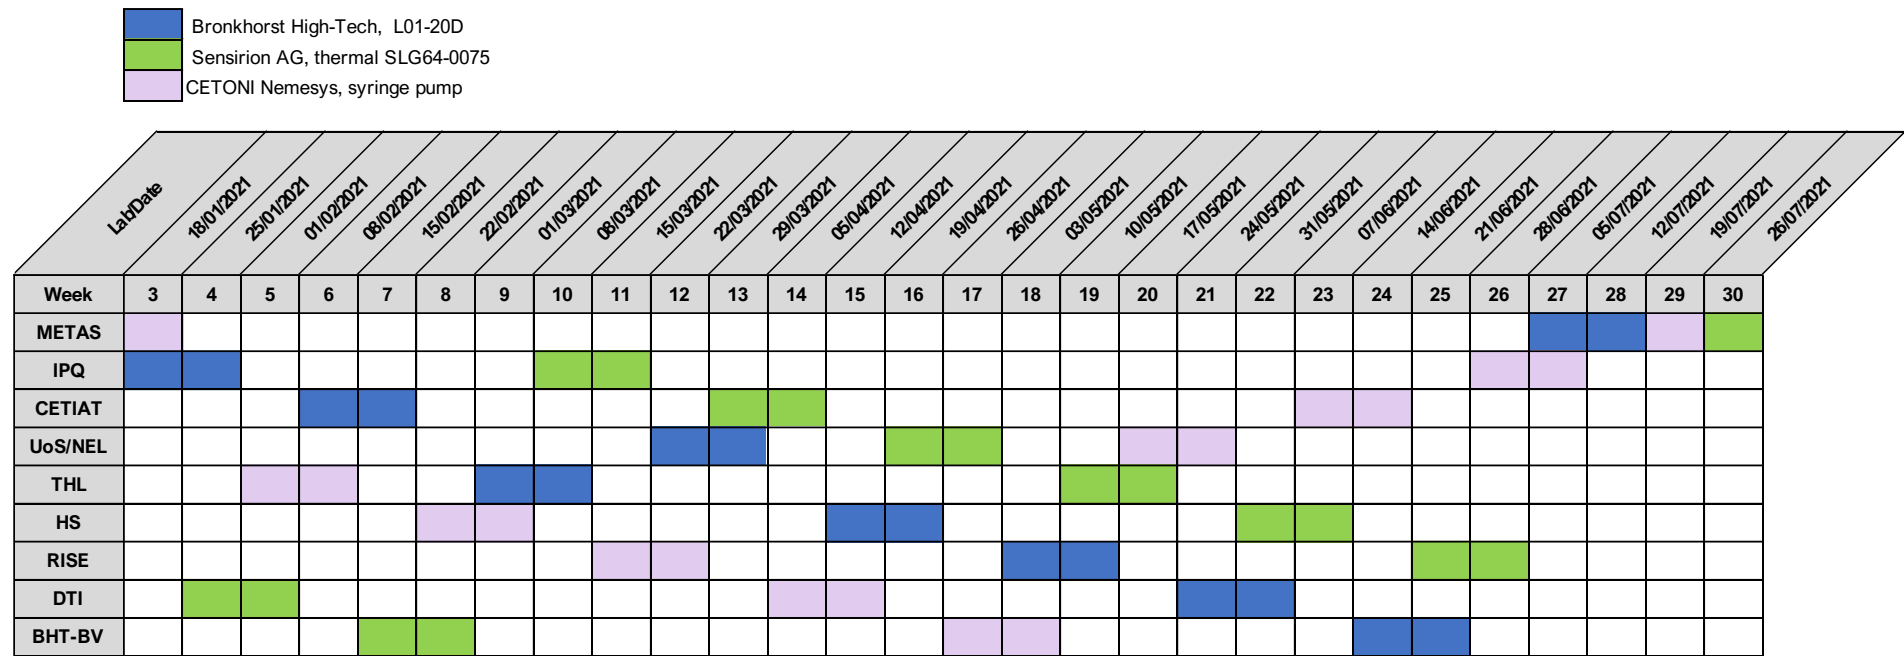 Bronkhorst High-Tech, L01-20D
Sensirion AG, thermal SLG64-0075
CETONI Nemesys, syringe pump
Lab/Date 18/01/2021 25/01/2021 01/02/2021 08/02/2021 15/02/2021 22/02/2021 01/03/2021 08/03/2021 15/03/2021 22/03/2021 29/03/2021 05/04/2021 12/04/2021 19/04/2021 26/04/2021 03/05/2021 10/05/2021 17/05/2021 24/05/2021 31/05/2021 07/06/2021 14/06/2021 21/06/2021 28/06/2021 05/07/2021 12/07/2021 19/07/2021 26/07/2021
Week 3 4 5 6 7 8 9 10 11 12 13 14 15 16 17 18 19 20 21 22 23 24 25 26 27 28 29 30
METAS
IPQ
CETIAT
UoS/NEL
THL
HS
RISE
DTI
BHT-BV